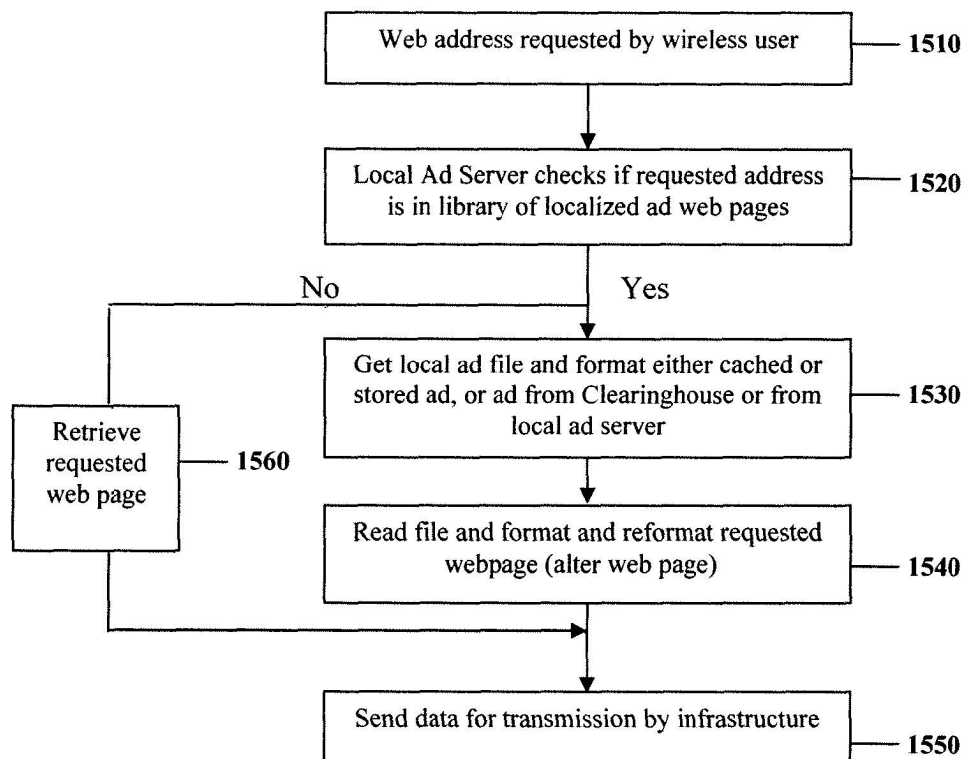 Web address requested by wireless user
1510
Local Ad Server checks if requested address
is in library of localized ad web pages
1520
No
Yes
Get local ad file and format either cached or
stored ad, or ad from Clearinghouse or from
local ad server
1530
Retrieve
requested
web page
1560
Read file and format and reformat requested
webpage (alter web page)
1540
Send data for transmission by infrastructure
1550